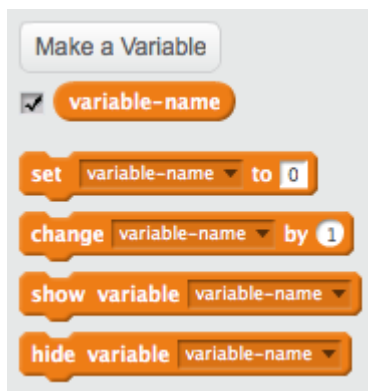 Make a Variable
variable-name
set variable-name to 0
change variable-name by 1
show variable variable-name
hide variable variable-name